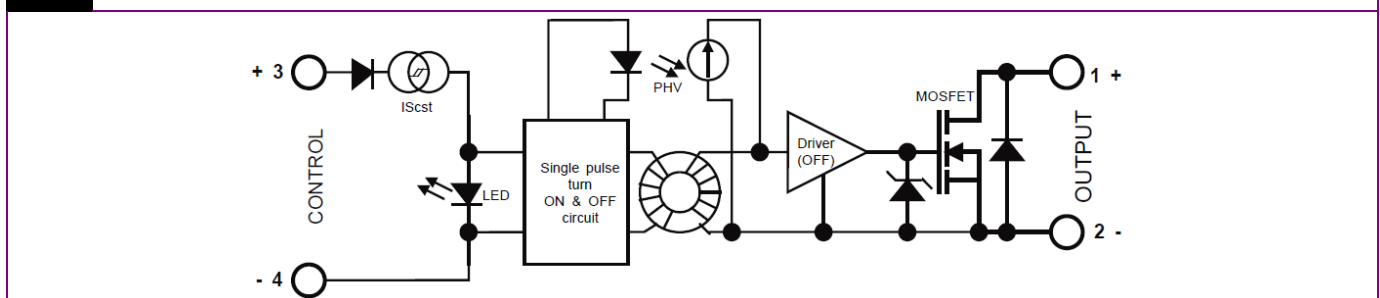 + 3
IScst
CONTROL
LED
- 4
Single pulse
turn
ON & OFF
circuit
PHV
Driver
(OFF)
MOSFET
1 +
OUTPUT
2 -